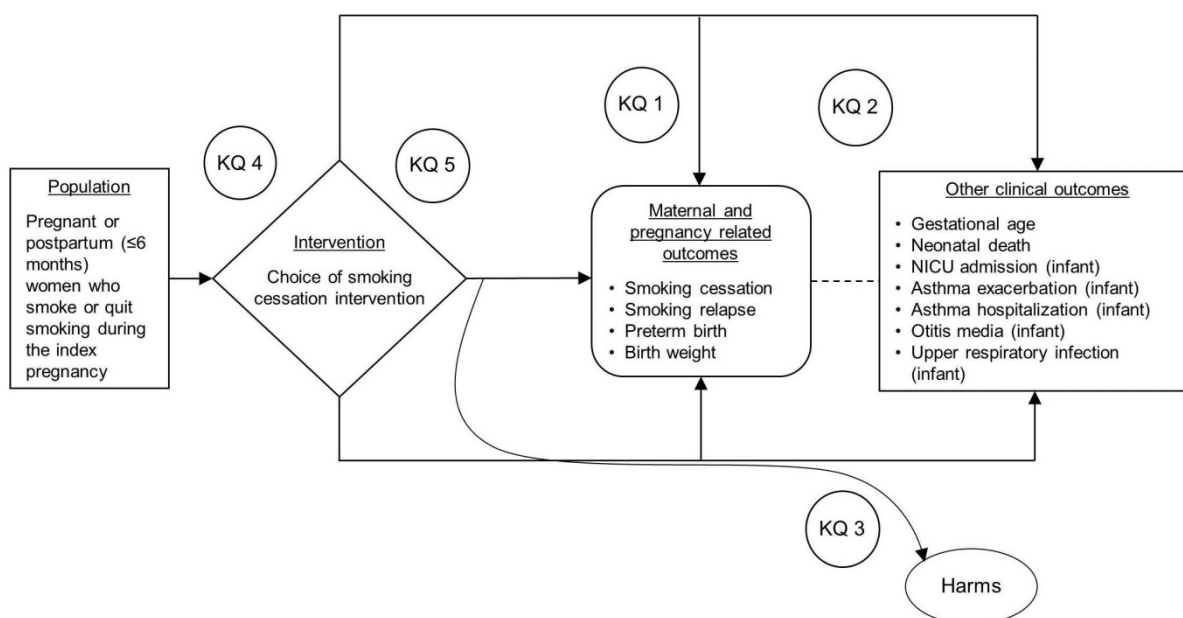 KQ 1
KQ 2
KQ 4
KQ 5
Population
Pregnant or
postpartum (≤6
months)
women who
smoke or quit
smoking during
the index
pregnancy
Intervention
Choice of smoking
cessation intervention
Maternal and
pregnancy related
outcomes
• Smoking cessation
• Smoking relapse
• Preterm birth
• Birth weight
Other clinical outcomes
• Gestational age
• Neonatal death
• NICU admission (infant)
• Asthma exacerbation (infant)
• Asthma hospitalization (infant)
• Otitis media (infant)
• Upper respiratory infection
(infant)
KQ 3
Harms